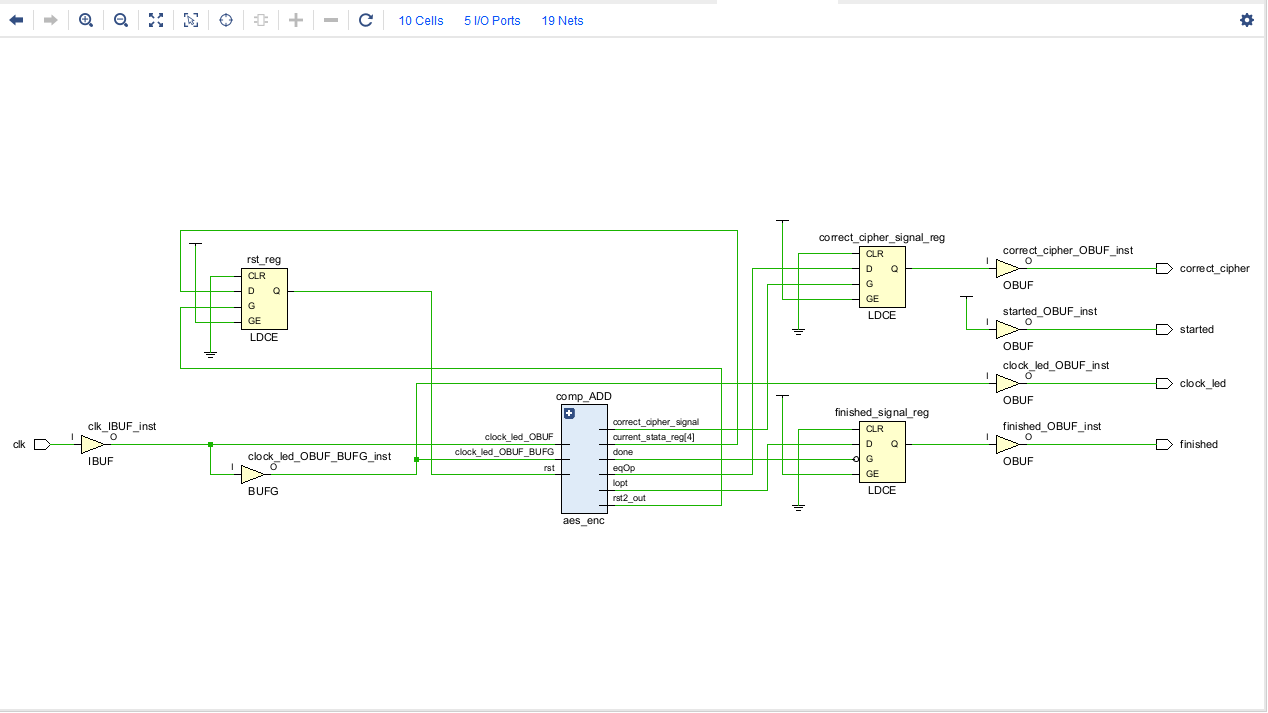 10 Cells 5 I/O Ports 19 Nets
rst_reg
CLR
D Q
G
GE
LDCE
clk
clk_IBUF_inst
I O
IBUF
clock_led_OBUF_BUFG_inst
I O
BUFG
comp_ADD
clock_led_OBUF
clock_led_OBUF_BUFG
rst
correct_cipher_signal
current_stata_reg[4]
done
eqOp
lopt
rst2_out
aes_enc
correct_cipher_signal_reg
CLR
D Q
G
GE
LDCE
finished_signal_reg
CLR
D Q
G
GE
LDCE
correct_cipher_OBUF_inst
I O
OBUF
correct_cipher
started_OBUF_inst
I O
OBUF
started
clock_led_OBUF_inst
I O
OBUF
clock_led
finished_OBUF_inst
I O
OBUF
finished